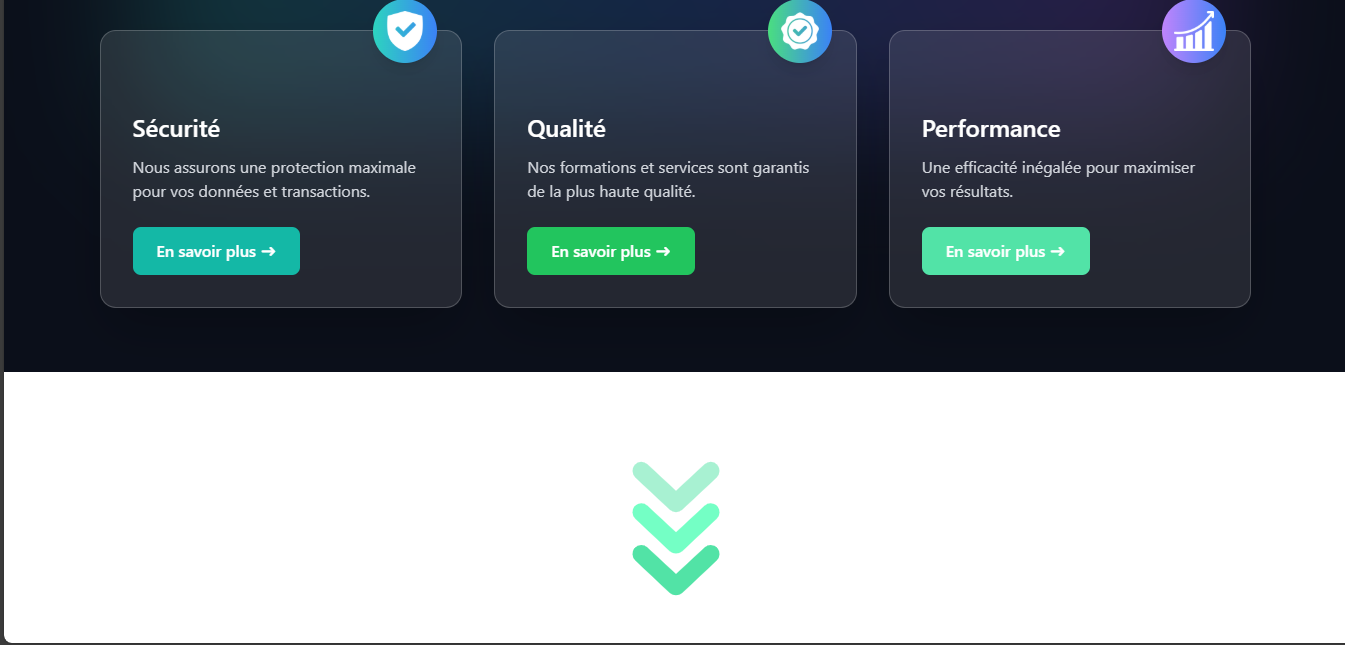 Sécurité
Nous assurons une protection maximale
pour vos données et transactions.
En savoir plus →
Qualité
Nos formations et services sont garantis
de la plus haute qualité.
En savoir plus →
Performance
Une efficacité inégalée pour maximiser
vos résultats.
En savoir plus →